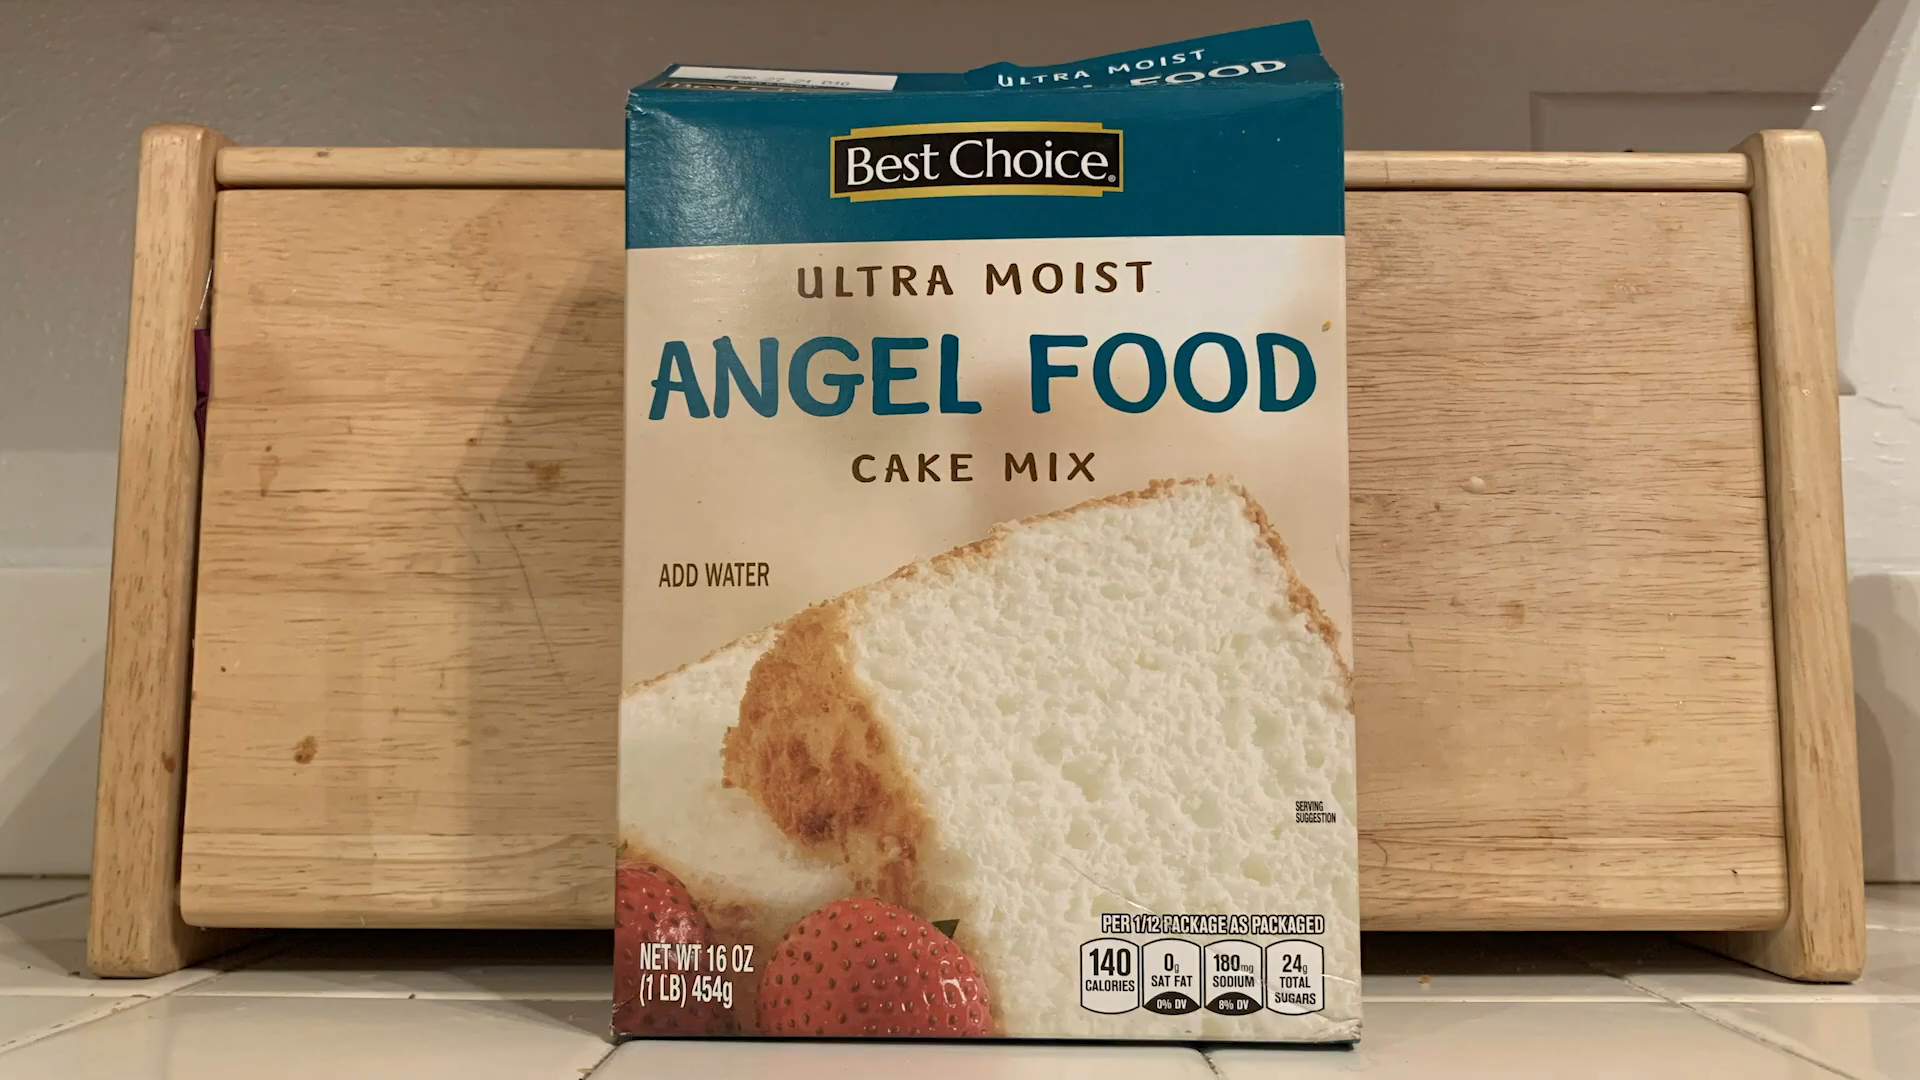 ULTRA MOIST
FOOD
Best Choice®
ULTRA MOIST
ANGEL FOOD
CAKE MIX
ADD WATER
SERVING
SUGGESTION
PER 1/12 PACKAGE AS PACKAGED
140
CALORIES
0g
SAT FAT
0% DV
180mg
SODIUM
8% DV
24g
TOTAL
SUGARS
NET WT 16 OZ
(1 LB) 454g